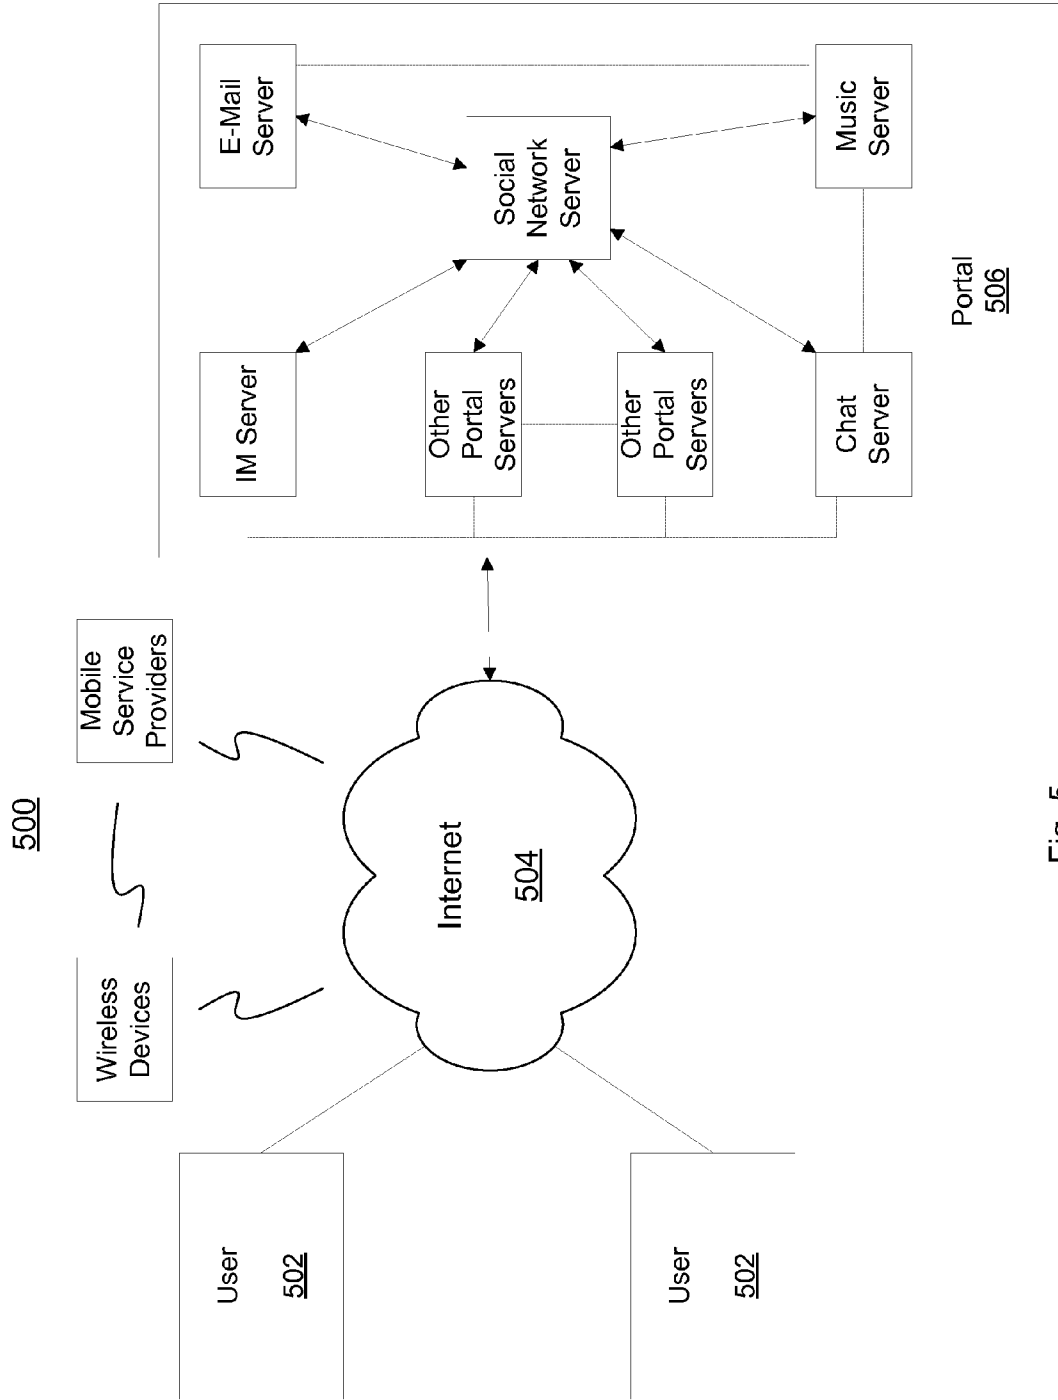 500
Wireless
Devices
Mobile
Service
Providers
User
502
User
502
Internet
504
IM Server
E-Mail
Server
Other
Portal
Servers
Social
Network
Server
Other
Portal
Servers
Chat
Server
Music
Server
Portal
506
Fig. 5